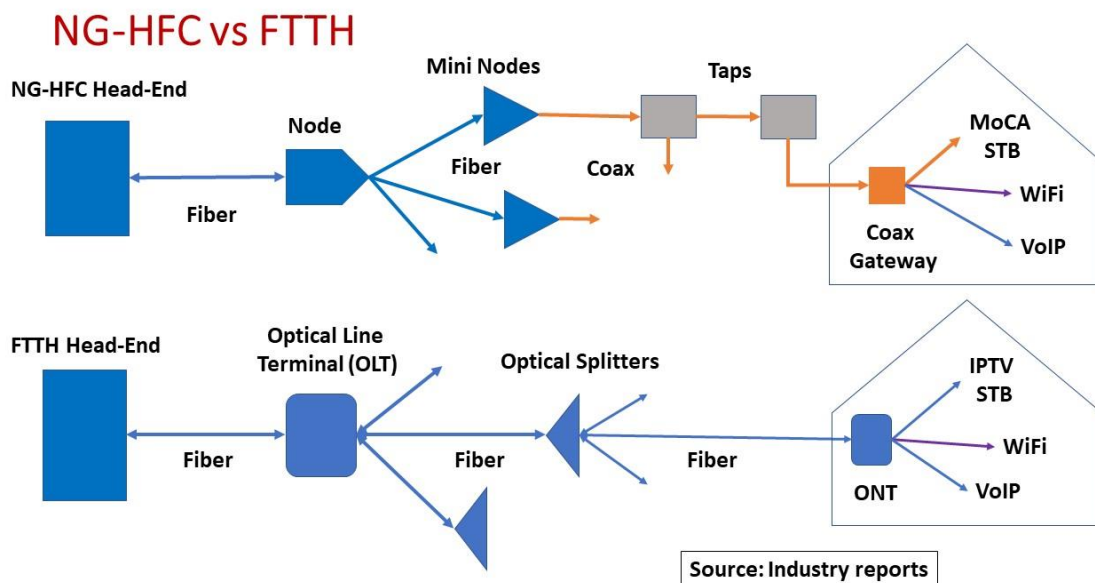 NG-HFC vs FTTH
NG-HFC Head-End
Fiber
Node
Mini Nodes
Fiber
Coax
Taps
Coax
Gateway
MoCA
STB
WiFi
VoIP
FTTH Head-End
Fiber
Optical Line
Terminal (OLT)
Fiber
Optical Splitters
Fiber
ONT
IPTV
STB
WiFi
VoIP
Source: Industry reports